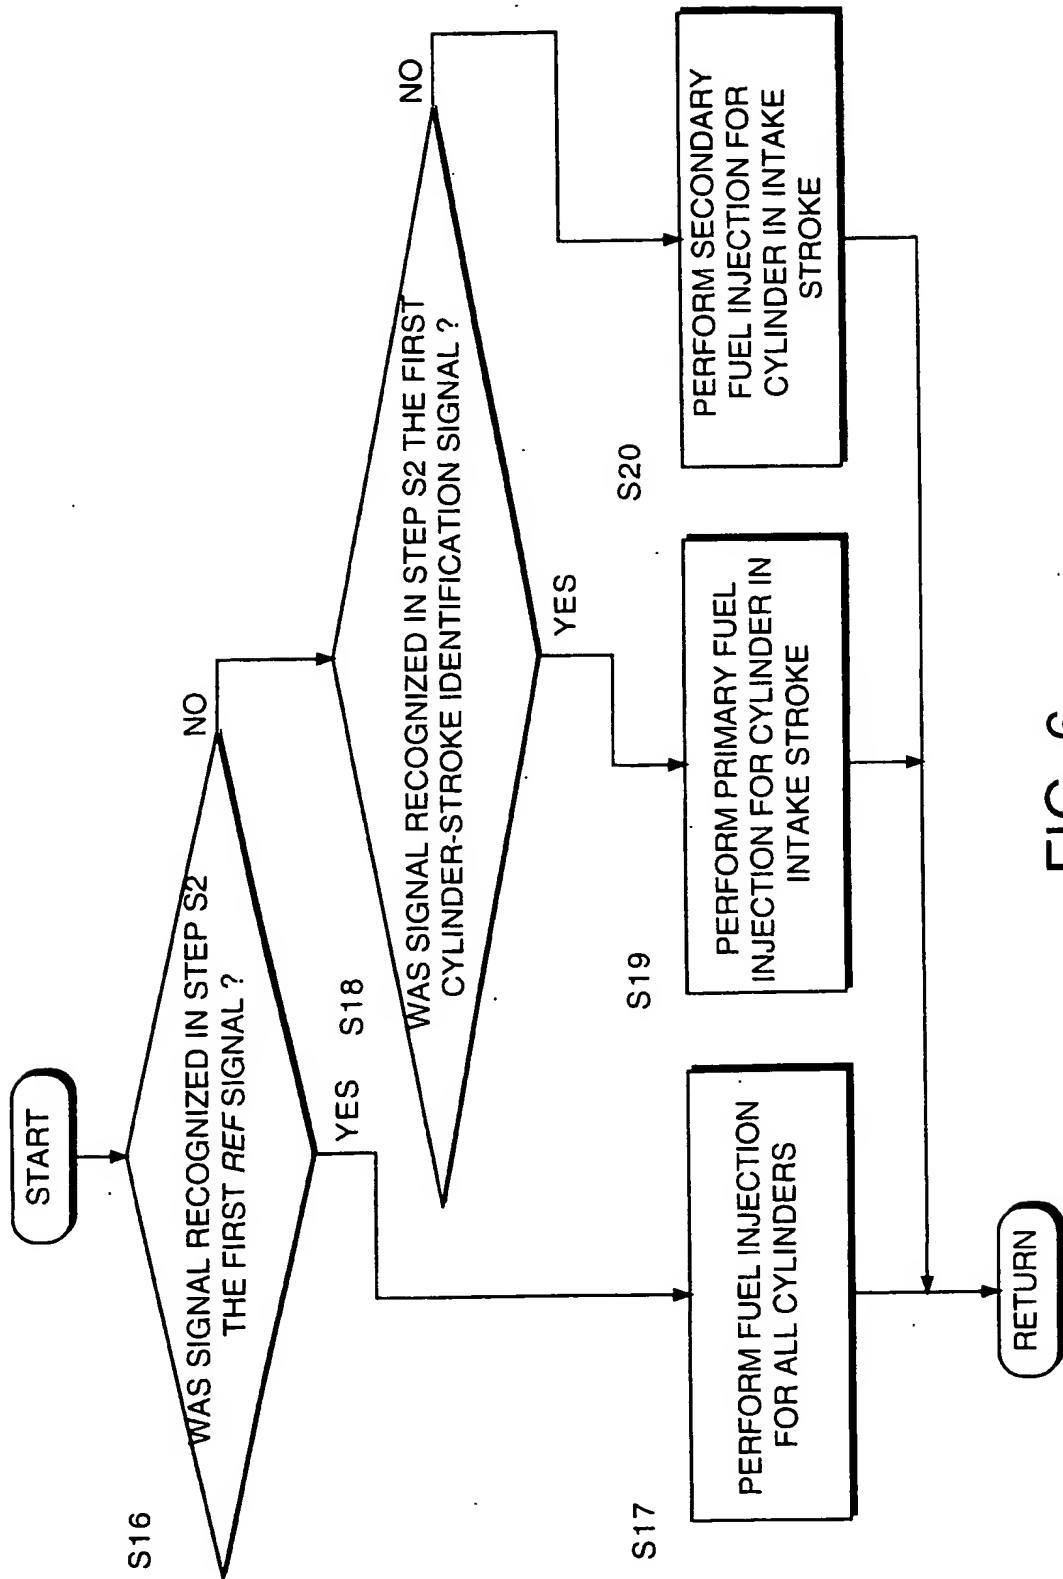 START
S16
WAS SIGNAL RECOGNIZED IN STEP S2
THE FIRST REF SIGNAL ?
NO
YES
S18
WAS SIGNAL RECOGNIZED IN STEP S2 THE FIRST
CYLINDER-STROKE IDENTIFICATION SIGNAL ?
NO
YES
S17
PERFORM FUEL INJECTION
FOR ALL CYLINDERS
S19
PERFORM PRIMARY FUEL
INJECTION FOR CYLINDER IN
INTAKE STROKE
S20
PERFORM SECONDARY
FUEL INJECTION FOR
CYLINDER IN INTAKE
STROKE
RETURN